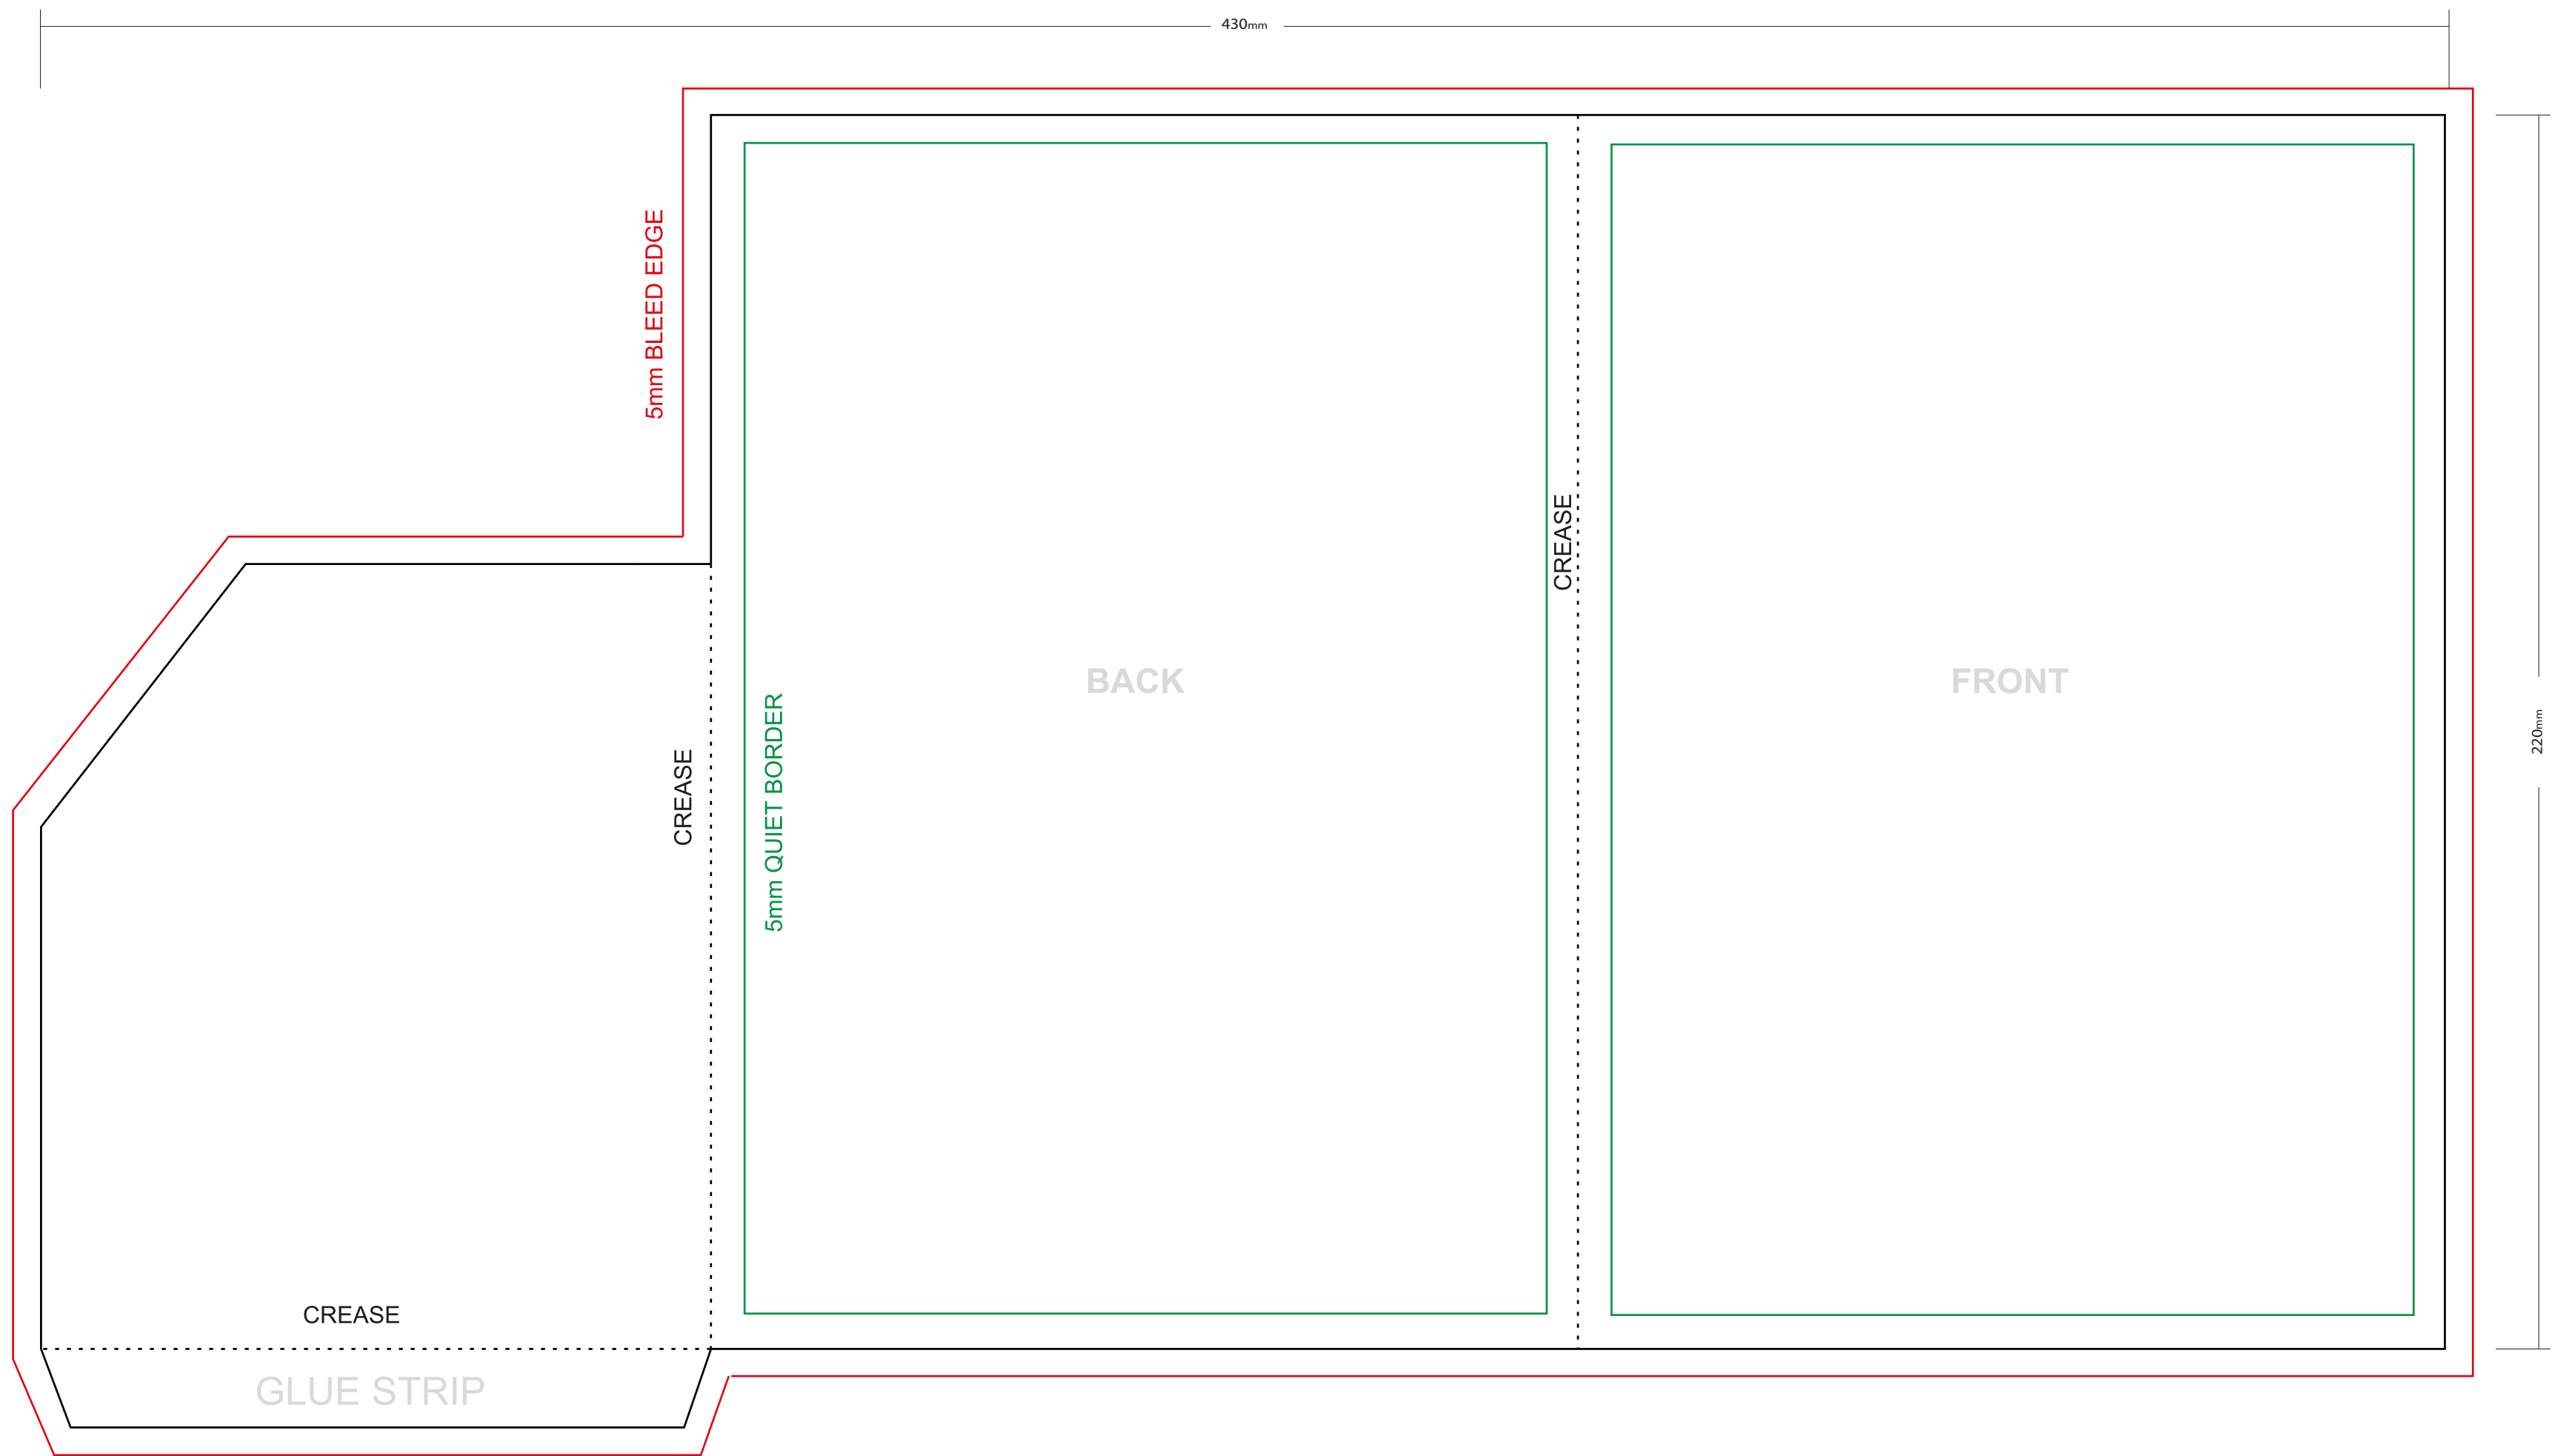 430mm
5mm BLEED EDGE
CREASE
BACK
FRONT
5mm QUIET BORDER
220mm
CREASE
CREASE
GLUE STRIP